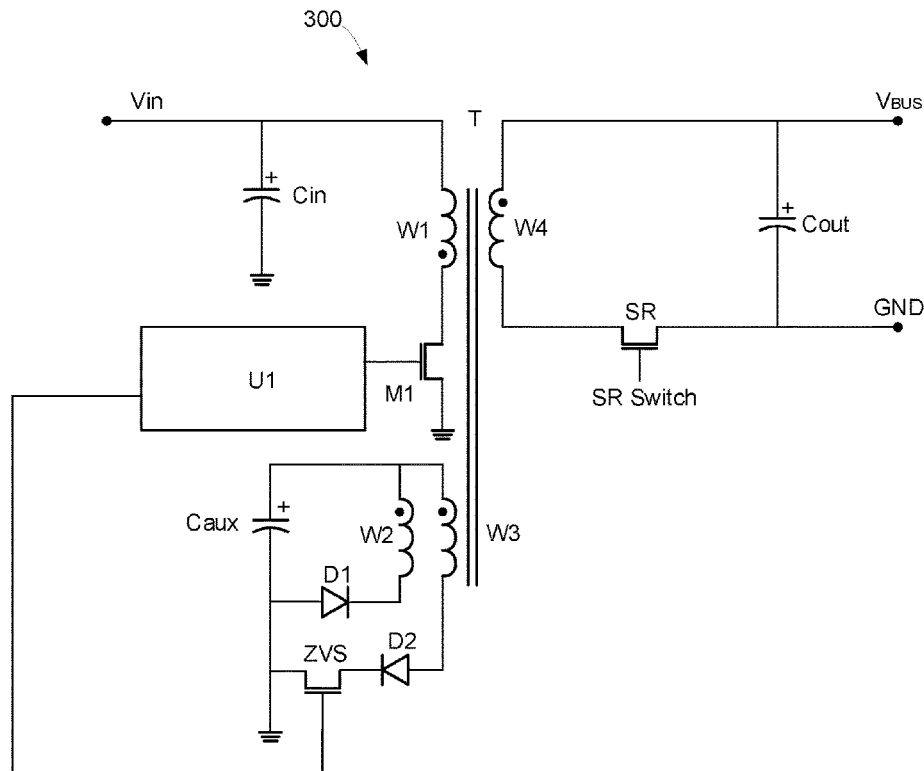 300
Vin
T
VBUS
+
Cin
W1
W4
+
Cout
SR
GND
U1
M1
SR Switch
+
Caux
W2
W3
D1
ZVS
D2